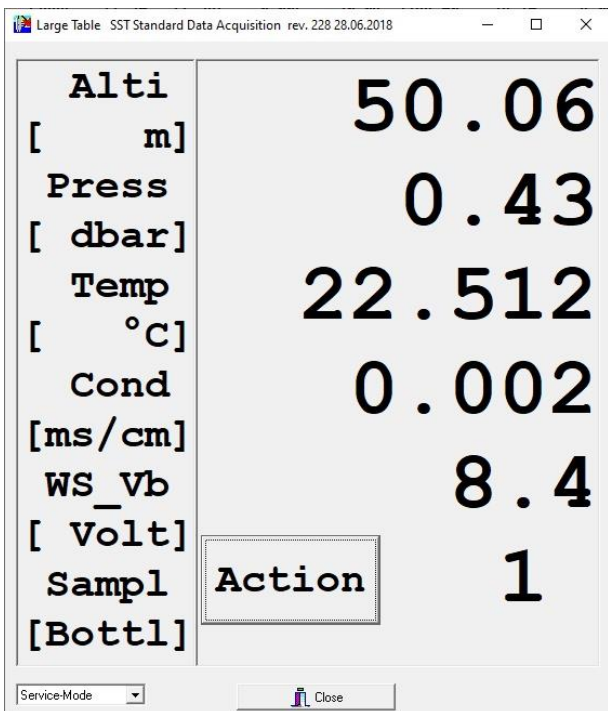 Large Table SST Standard Data Acquisition rev. 228 28.06.2018
Alti
[ m]
50.06
Press
[ dbar]
0.43
Temp
[ °C]
22.512
Cond
[ms/cm]
0.002
WS_Vb
[ Volt]
8.4
Sampl
[Bottl]
Action
1
Service-Mode
Close